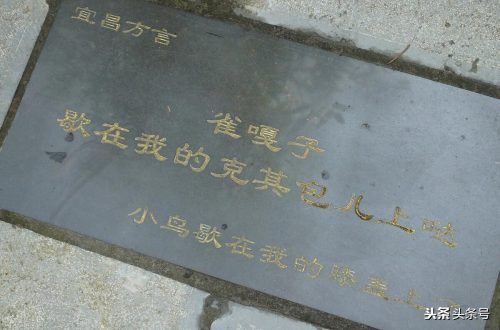 宜昌方言
雀嘎子
歇在我的克其包儿上哒
小鸟歇在我的膝盖上
头条 头条号